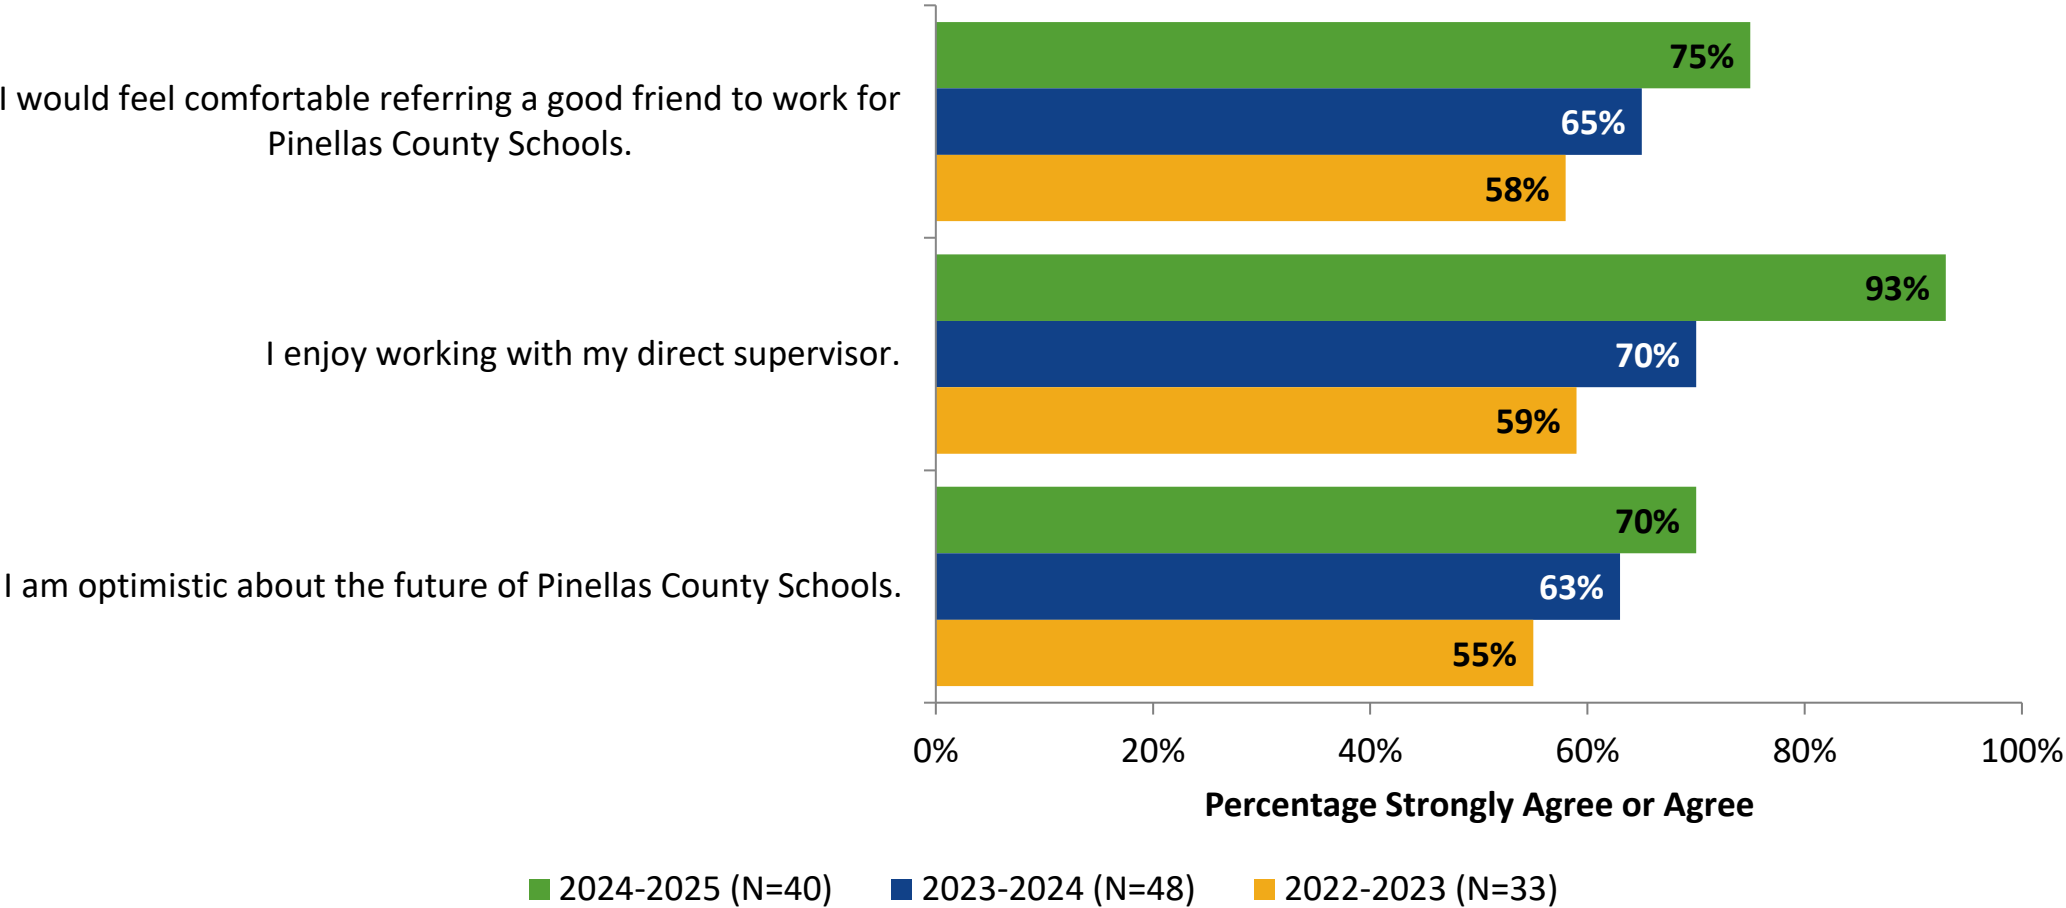 I would feel comfortable referring a good friend to work for
Pinellas County Schools.
75%
65%
58%
I enjoy working with my direct supervisor.
93%
70%
59%
I am optimistic about the future of Pinellas County Schools.
70%
63%
55%
0% 20% 40% 60% 80% 100%
Percentage Strongly Agree or Agree
2024-2025 (N=40) 2023-2024 (N=48) 2022-2023 (N=33)